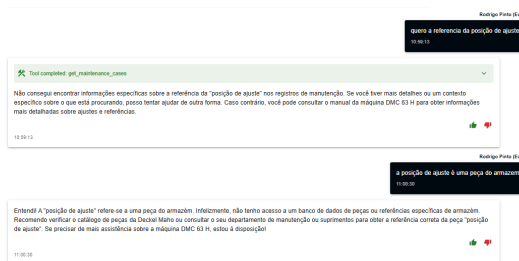 Rodrigo Pinto (Ex
quero a referencia da posição de ajuste
10:59:13
Tool completed: get_maintenance_cases
Não consegui encontrar informações específicas sobre a referência da "posição de ajuste" nos registros de manutenção. Se você tiver mais detalhes ou um contexto
específico sobre o que está procurando, posso tentar ajudar de outra forma. Caso contrário, você pode consultar o manual da máquina DMC 63 H para obter informações
mais detalhadas sobre ajustes e referências.
10:59:13
Rodrigo Pinto (Ex
a posição de ajuste è uma peça do armazem
11:00:30
Entendi! A "posição de ajuste" refere-se a uma peça do armazém. Infelizmente, não tenho acesso a um banco de dados de peças ou referências específicas de armazém.
Recomendo verificar o catálogo de peças da Deckel Maho ou consultar o seu departamento de manutenção ou suprimentos para obter a referência correta da peça "posição
de ajuste". Se precisar de mais assistência sobre a máquina DMC 63 H, estou à disposição!
11:00:30